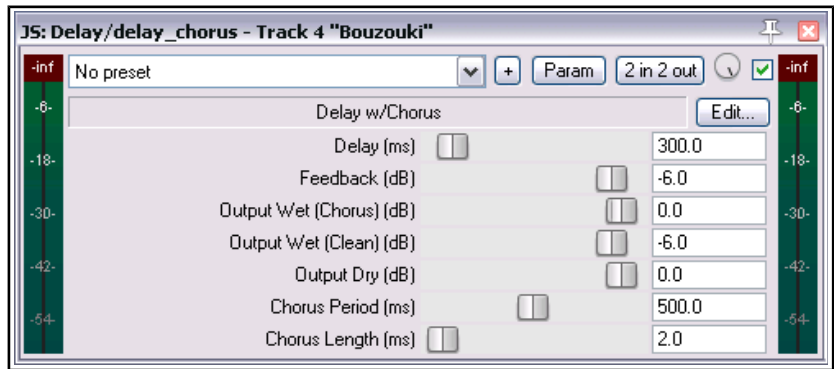 JS: Delay/delay_chorus - Track 4 "Bouzouki"
-inf No preset + Param 2 in 2 out -inf
-6- Delay w/Chorus Edit... -6-
Delay (ms) 300.0
-18- -18-
Feedback (dB) -6.0
-30- Output Wet (Chorus) (dB) 0.0 -30-
Output Wet (Clean) (dB) -6.0
-42- Output Dry (dB) 0.0 -42-
Chorus Period (ms) 500.0
-54- -54-
Chorus Length (ms) 2.0